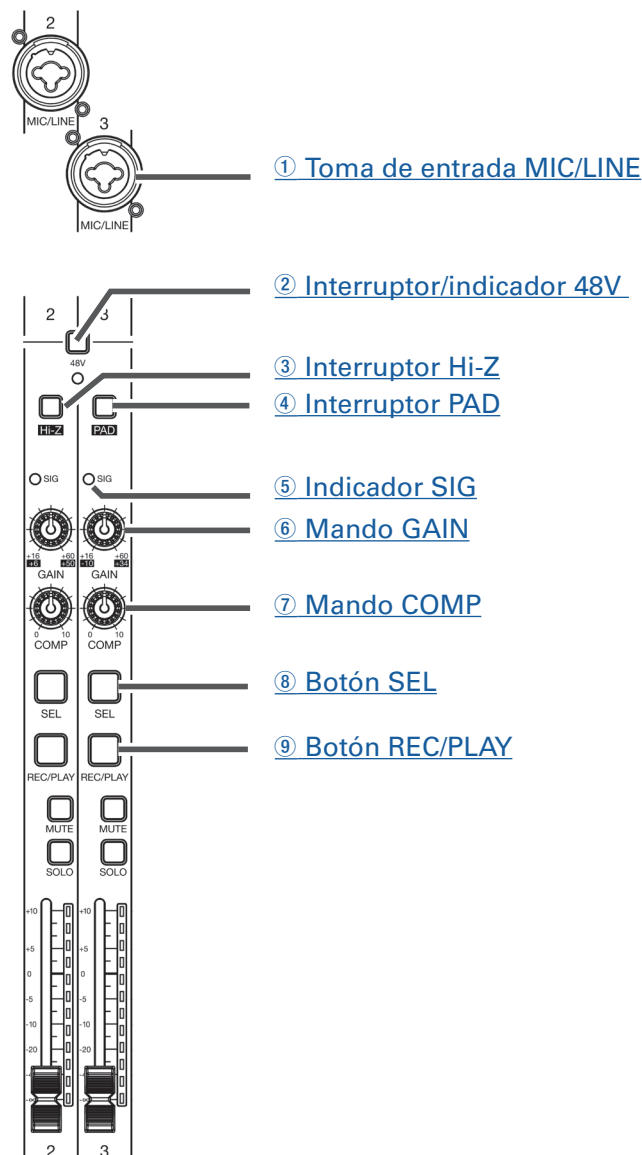 2
MIC/LINE
3
MIC/LINE
① Toma de entrada MIC/LINE
② Interruptor/indicador 48V
2 3
48V
③ Interruptor Hi-Z
④ Interruptor PAD
Hi-Z PAD
SIG SIG
⑤ Indicador SIG
⑥ Mando GAIN
+16 +60 +16 +60
+6 +50 -10 +34
GAIN GAIN
⑦ Mando COMP
0 10 0 10
COMP COMP
⑧ Botón SEL
SEL SEL
⑨ Botón REC/PLAY
REC/PLAY REC/PLAY
MUTE MUTE
SOLO SOLO
+10 +10
+5 +5
0 0
-5 -5
-10 -10
-20 -20
-∞ -∞
2 3